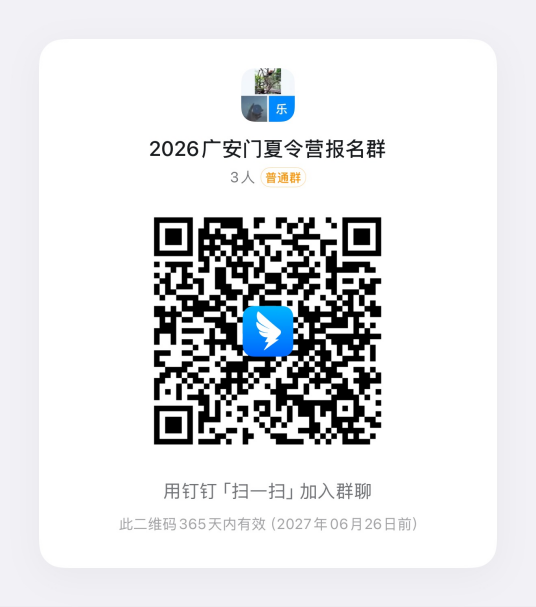 乐
2026广安门夏令营报名群
3人 普通群
用钉钉「扫一扫」加入群聊
此二维码365天内有效（2027年06月26日前）